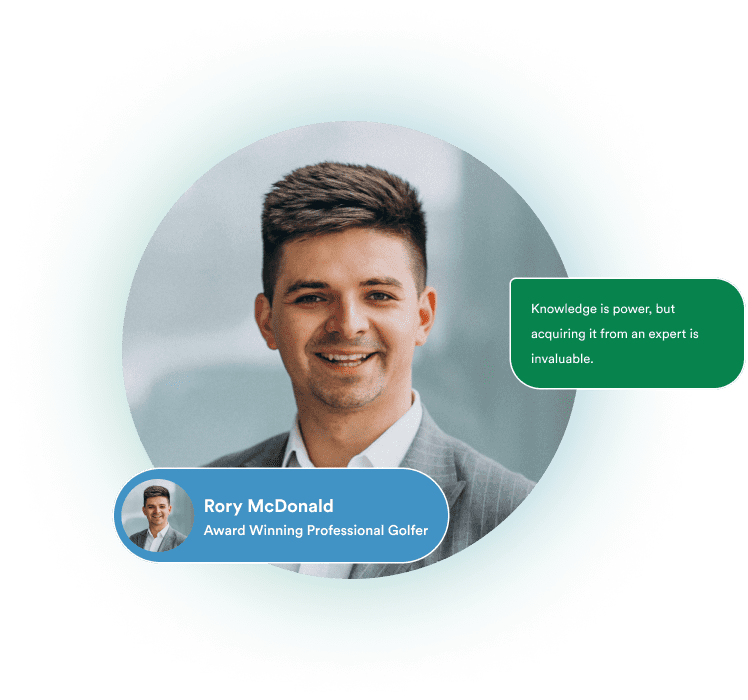 Knowledge is power, but
acquiring it from an expert is
invaluable.
Rory McDonald
Award Winning Professional Golfer